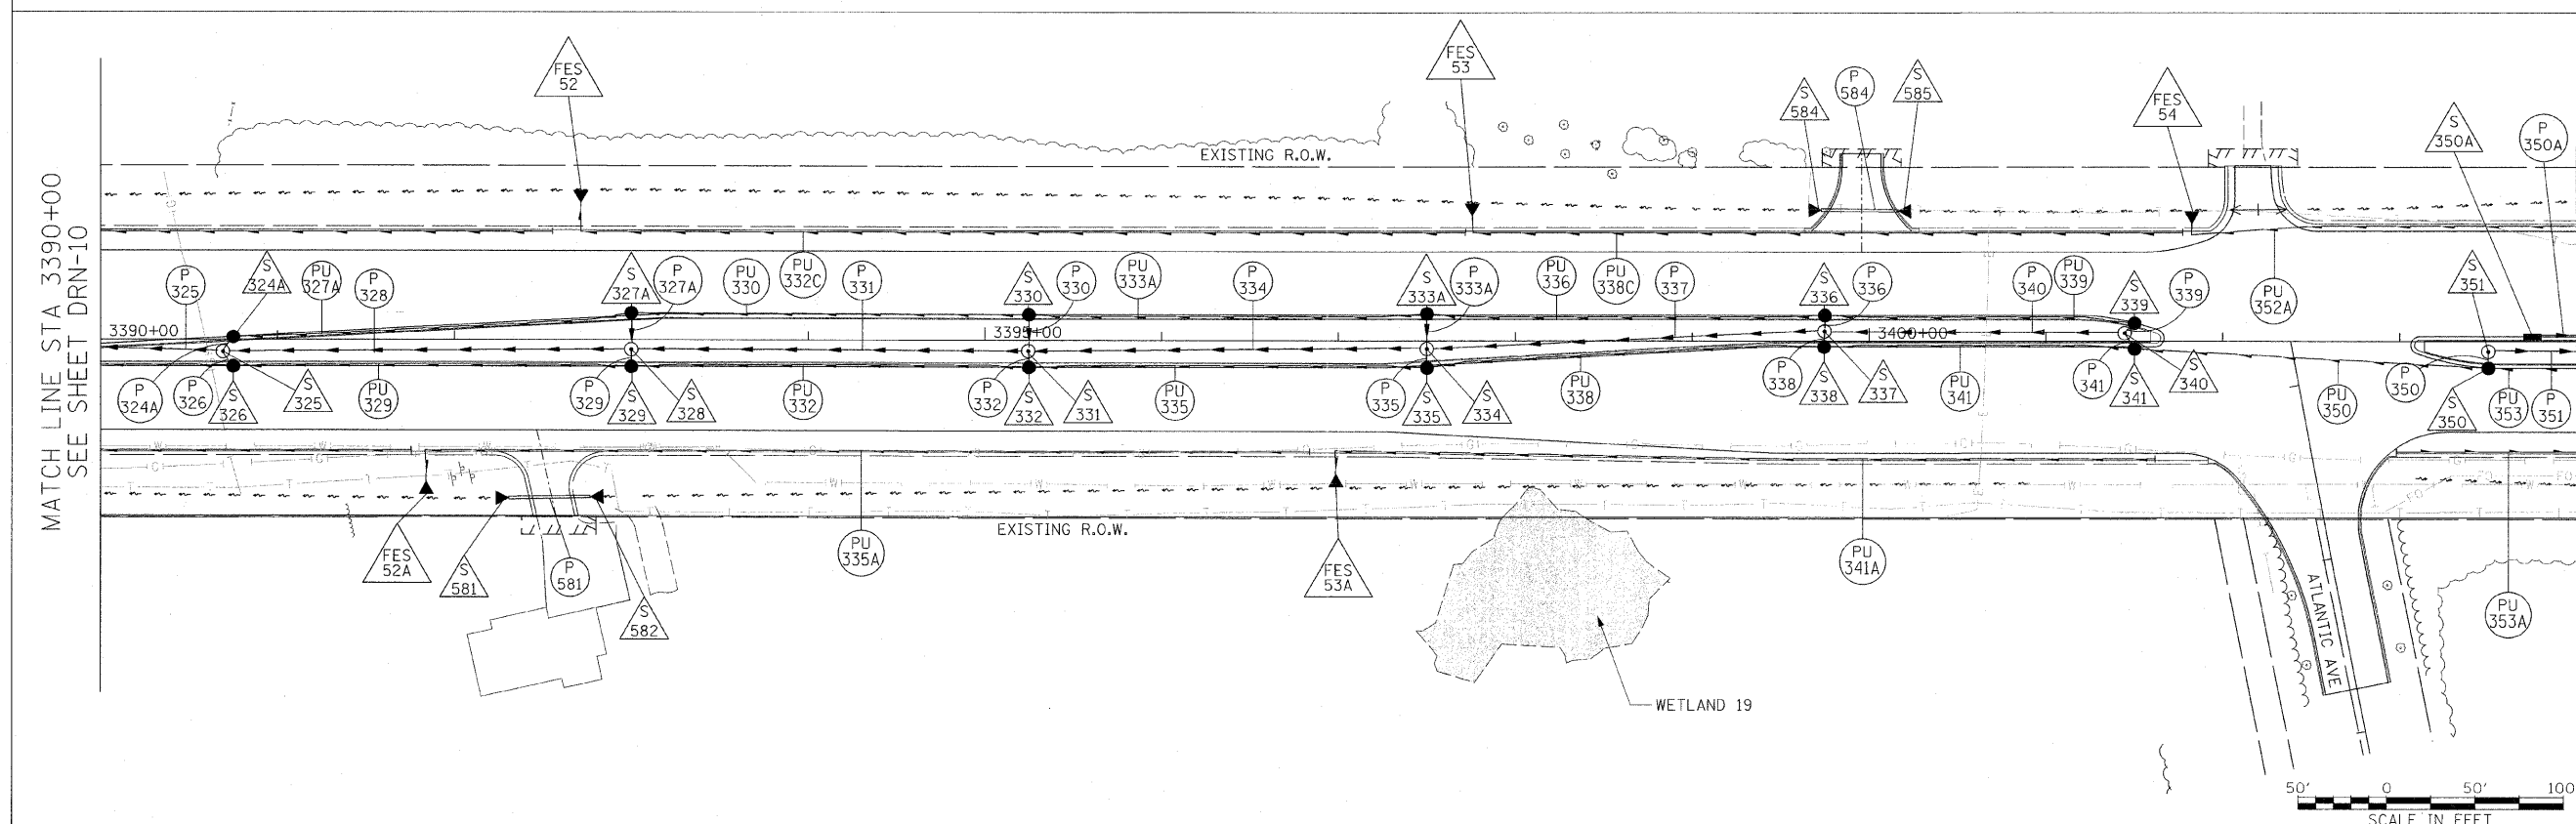 MATCH LINE STA 3390+00
SEE SHEET DRN-10
FES
52
FES
53
S
584
P
584
S
585
FES
54
S
350A
P
350A
EXISTING R.O.W.
P
325
S
324A
PU
327A
P
328
S
327A
P
327A
PU
330
PU
332C
P
331
S
330
P
330
PU
333A
P
334
S
333A
P
333A
PU
336
PU
338C
P
337
S
336
P
336
P
340
PU
339
S
339
P
339
PU
352A
S
351
3390+00
3395+00
3400+00
P
324A
P
326
S
326
S
325
PU
329
P
329
S
329
S
328
PU
332
P
332
S
332
S
331
PU
335
P
335
S
335
S
334
PU
338
P
338
S
338
S
337
PU
341
P
341
S
341
S
340
PU
350
P
350
S
350
PU
353
P
351
EXISTING R.O.W.
FES
52A
S
581
P
581
S
582
PU
335A
FES
53A
PU
341A
ATLANTIC AVE
PU
353A
WETLAND 19
50' 0 50' 100
SCALE IN FEET